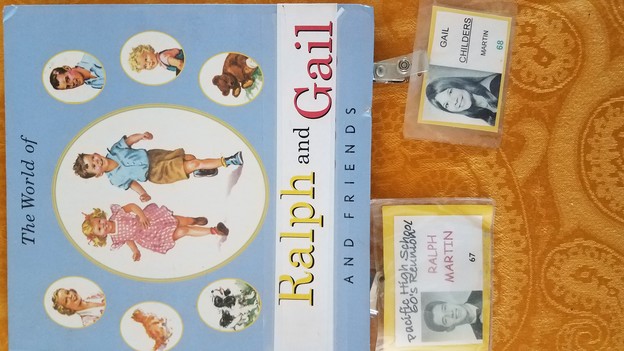 The World of
Ralph and Gail
AND FRIENDS
GAIL
CHILDERS
MARTIN
68
Pacific High School
60's Reunion
RALPH
MARTIN
67